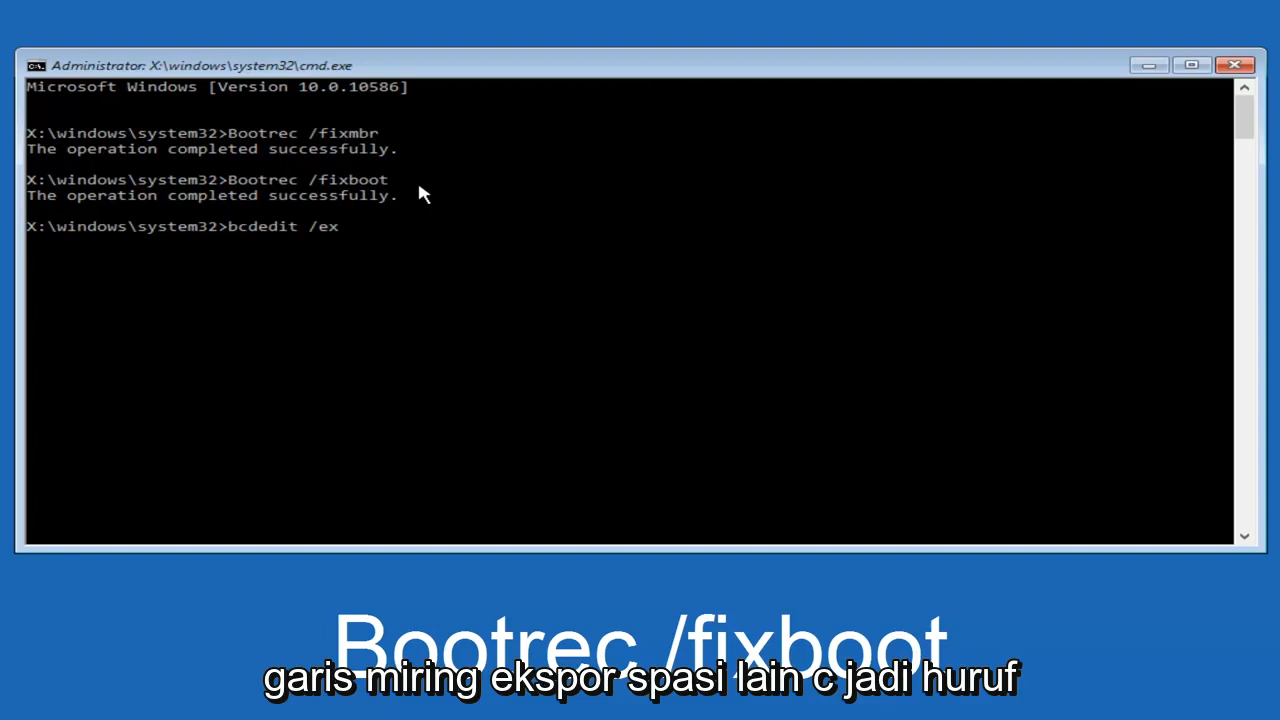 Administrator: X:\windows\system32\cmd.exe
Microsoft Windows [Version 10.0.10586]
X:\windows\system32>Bootrec /fixmbr
The operation completed successfully.
X:\windows\system32>Bootrec /fixboot
The operation completed successfully.
X:\windows\system32>bcdedit /ex
Bootrec /fixboot
garis miring ekspor spasi lain c jadi huruf